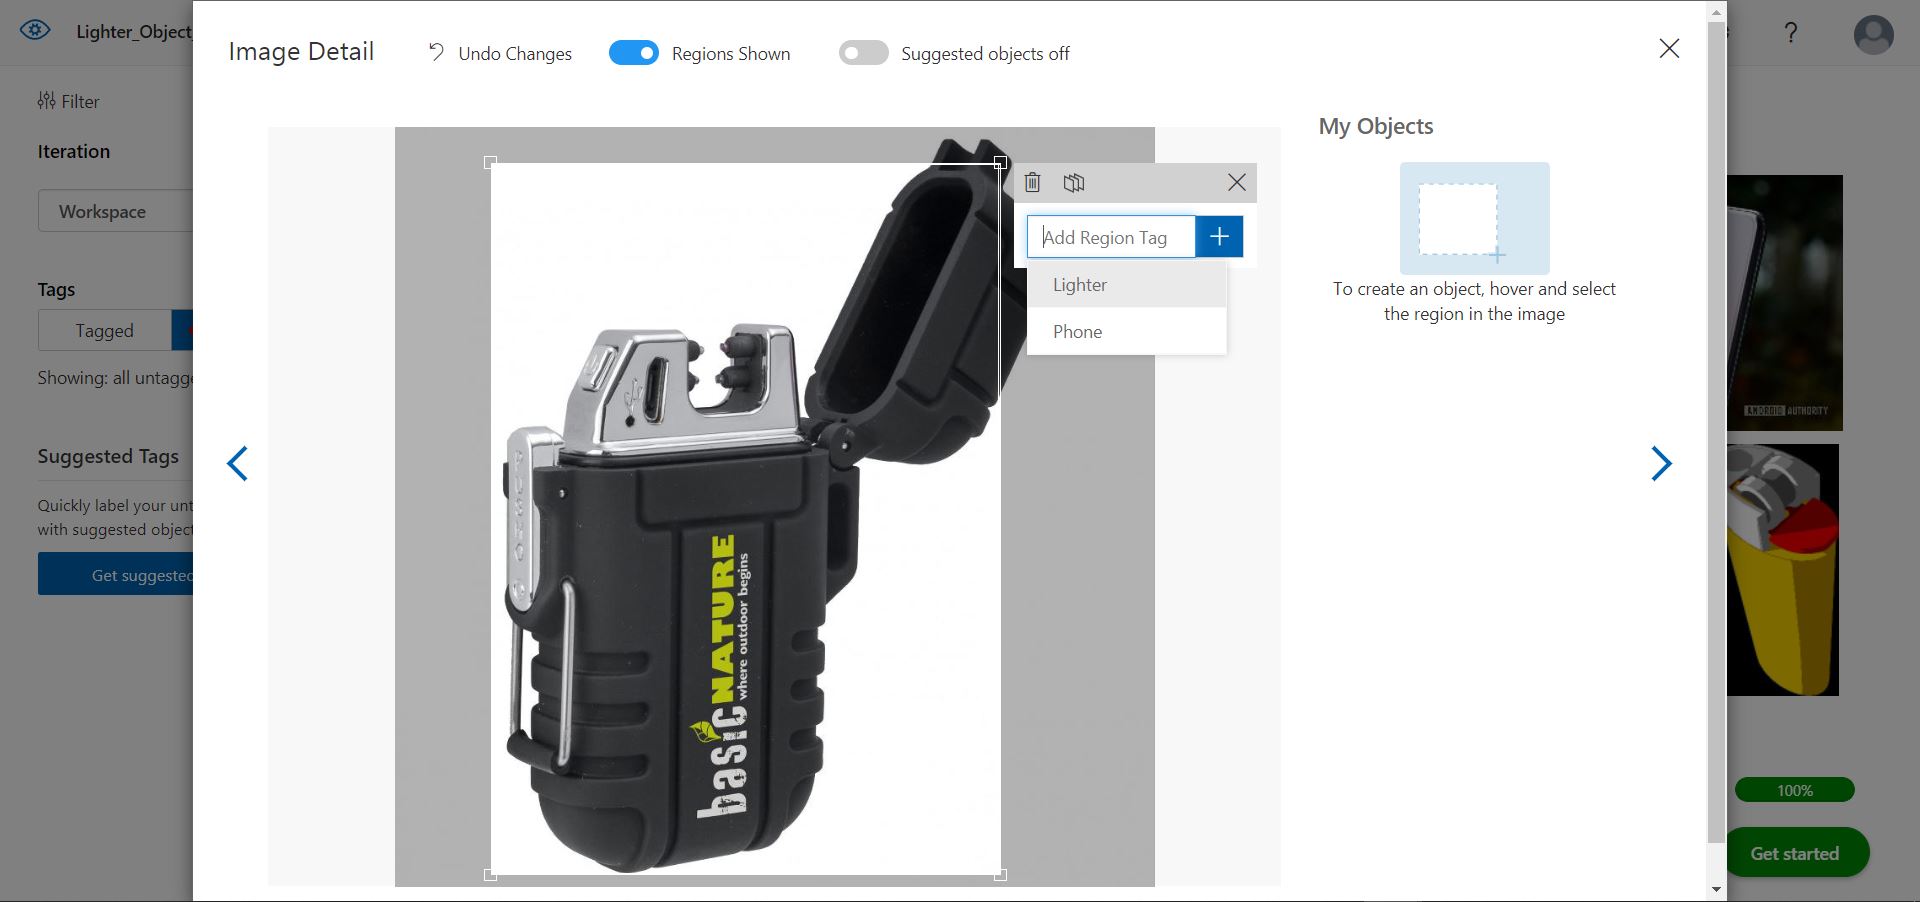 Lighter_Object_
Image Detail
Undo Changes
Regions Shown
Suggested objects off
?
Filter
Iteration
Workspace
Tags
Tagged
Showing: all untagge
Suggested Tags
Quickly label your unt
with suggested object
Get suggested
Add Region Tag
Lighter
Phone
My Objects
To create an object, hover and select
the region in the image
basic NATURE
where outdoor begins
ANDROID AUTHORITY
100%
Get started